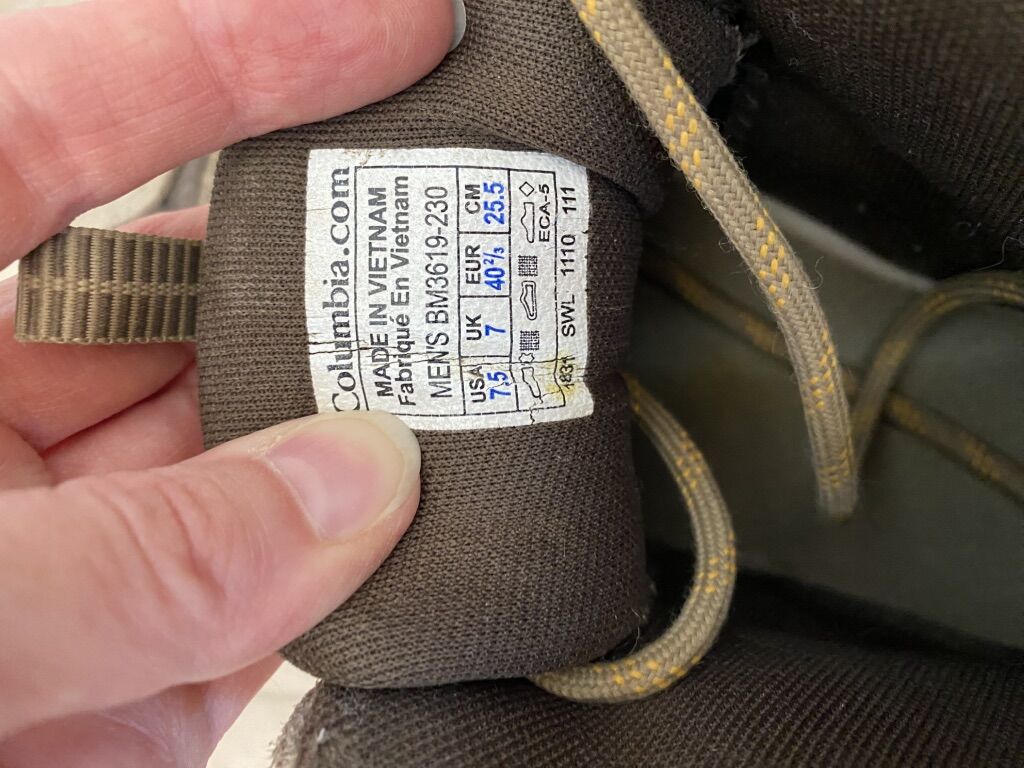 Columbia.com
MADE IN VIETNAM
Fabriqué En Vietnam
MEN'S BM3619-230
USA UK EUR CM
7.5 7 40⅔ 25.5
ECA-5
4831 SWL 1110 111